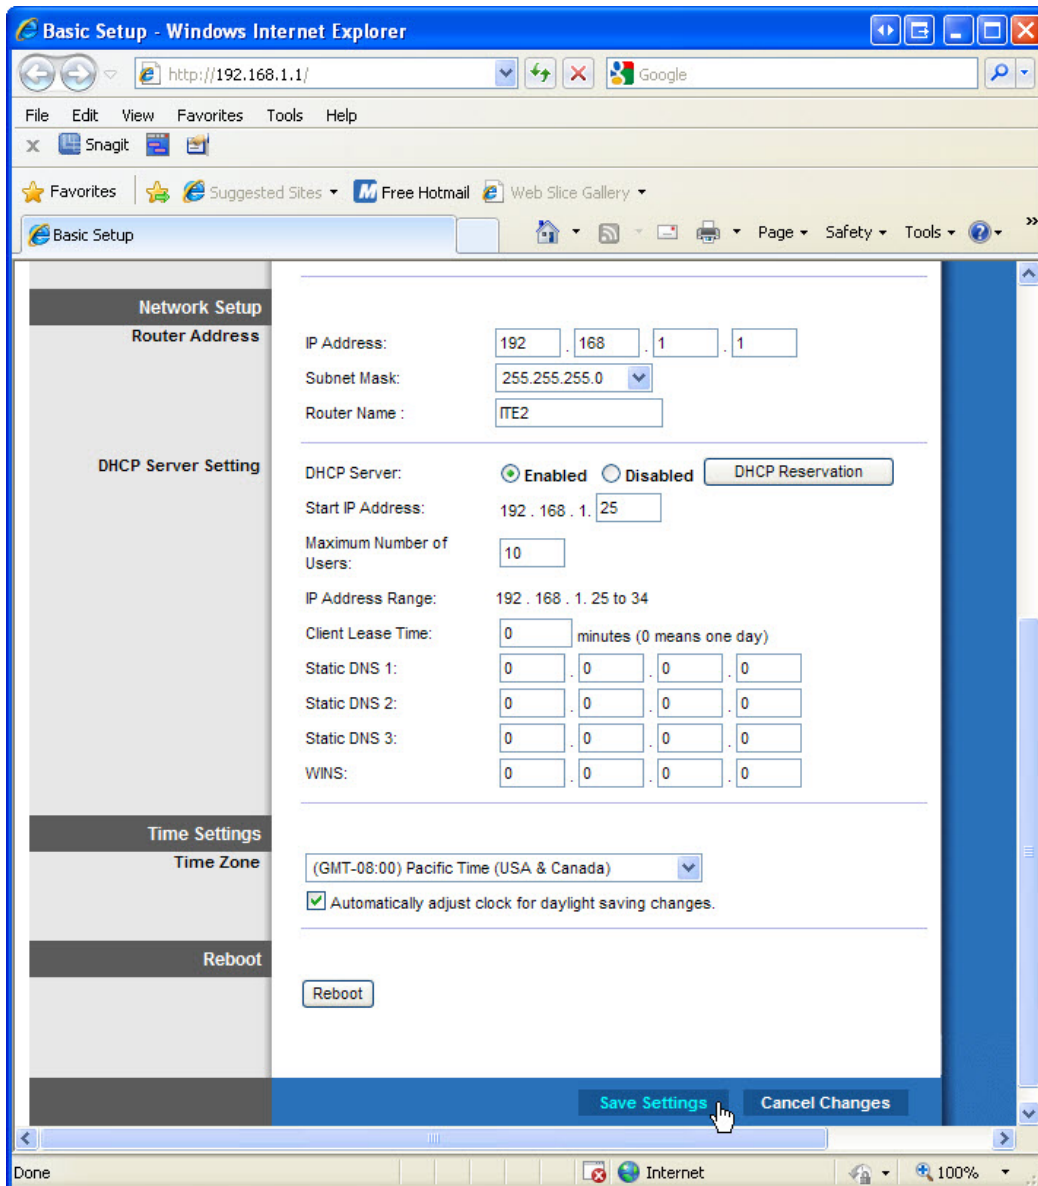 Basic Setup - Windows Internet Explorer
http://192.168.1.1/
Google
File Edit View Favorites Tools Help
x Snagit
Favorites Suggested Sites Free Hotmail Web Slice Gallery
Basic Setup
Page Safety Tools »
Network Setup
Router Address
IP Address: 192 . 168 . 1 . 1
Subnet Mask: 255.255.255.0
Router Name : ITE2
DHCP Server Setting
DHCP Server: Enabled Disabled DHCP Reservation
Start IP Address: 192 . 168 . 1. 25
Maximum Number of
Users: 10
IP Address Range: 192 . 168 . 1. 25 to 34
Client Lease Time: 0 minutes (0 means one day)
Static DNS 1: 0 . 0 . 0 . 0
Static DNS 2: 0 . 0 . 0 . 0
Static DNS 3: 0 . 0 . 0 . 0
WINS: 0 . 0 . 0 . 0
Time Settings
Time Zone
(GMT-08:00) Pacific Time (USA & Canada)
Automatically adjust clock for daylight saving changes.
Reboot
Reboot
Save Settings Cancel Changes
Done Internet 100%